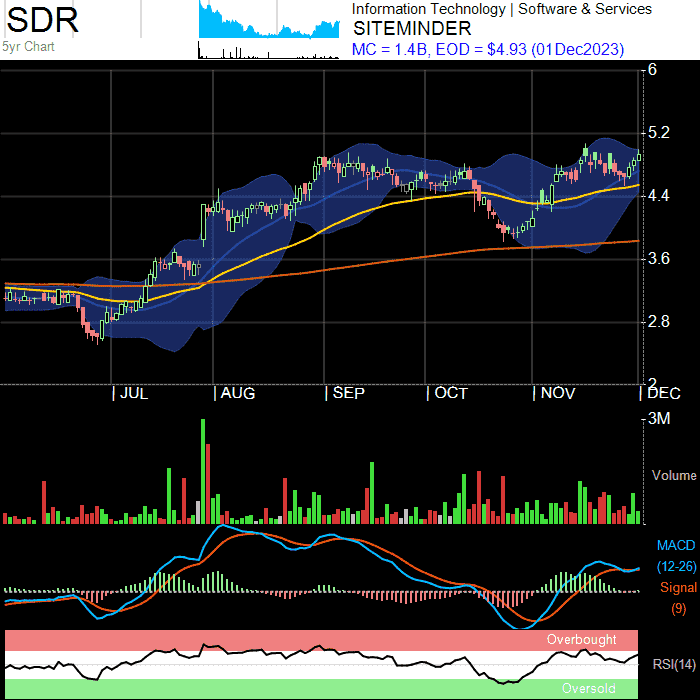 SDR
5yr Chart
Information Technology | Software & Services
SITEMINDER
MC = 1.4B, EOD = $4.93 (01Dec2023)
6
5.2
4.4
3.6
2.8
2
| JUL | AUG | SEP | OCT | NOV | DEC
3M
Volume
MACD
(12-26)
Signal
(9)
Overbought
RSI(14)
Oversold